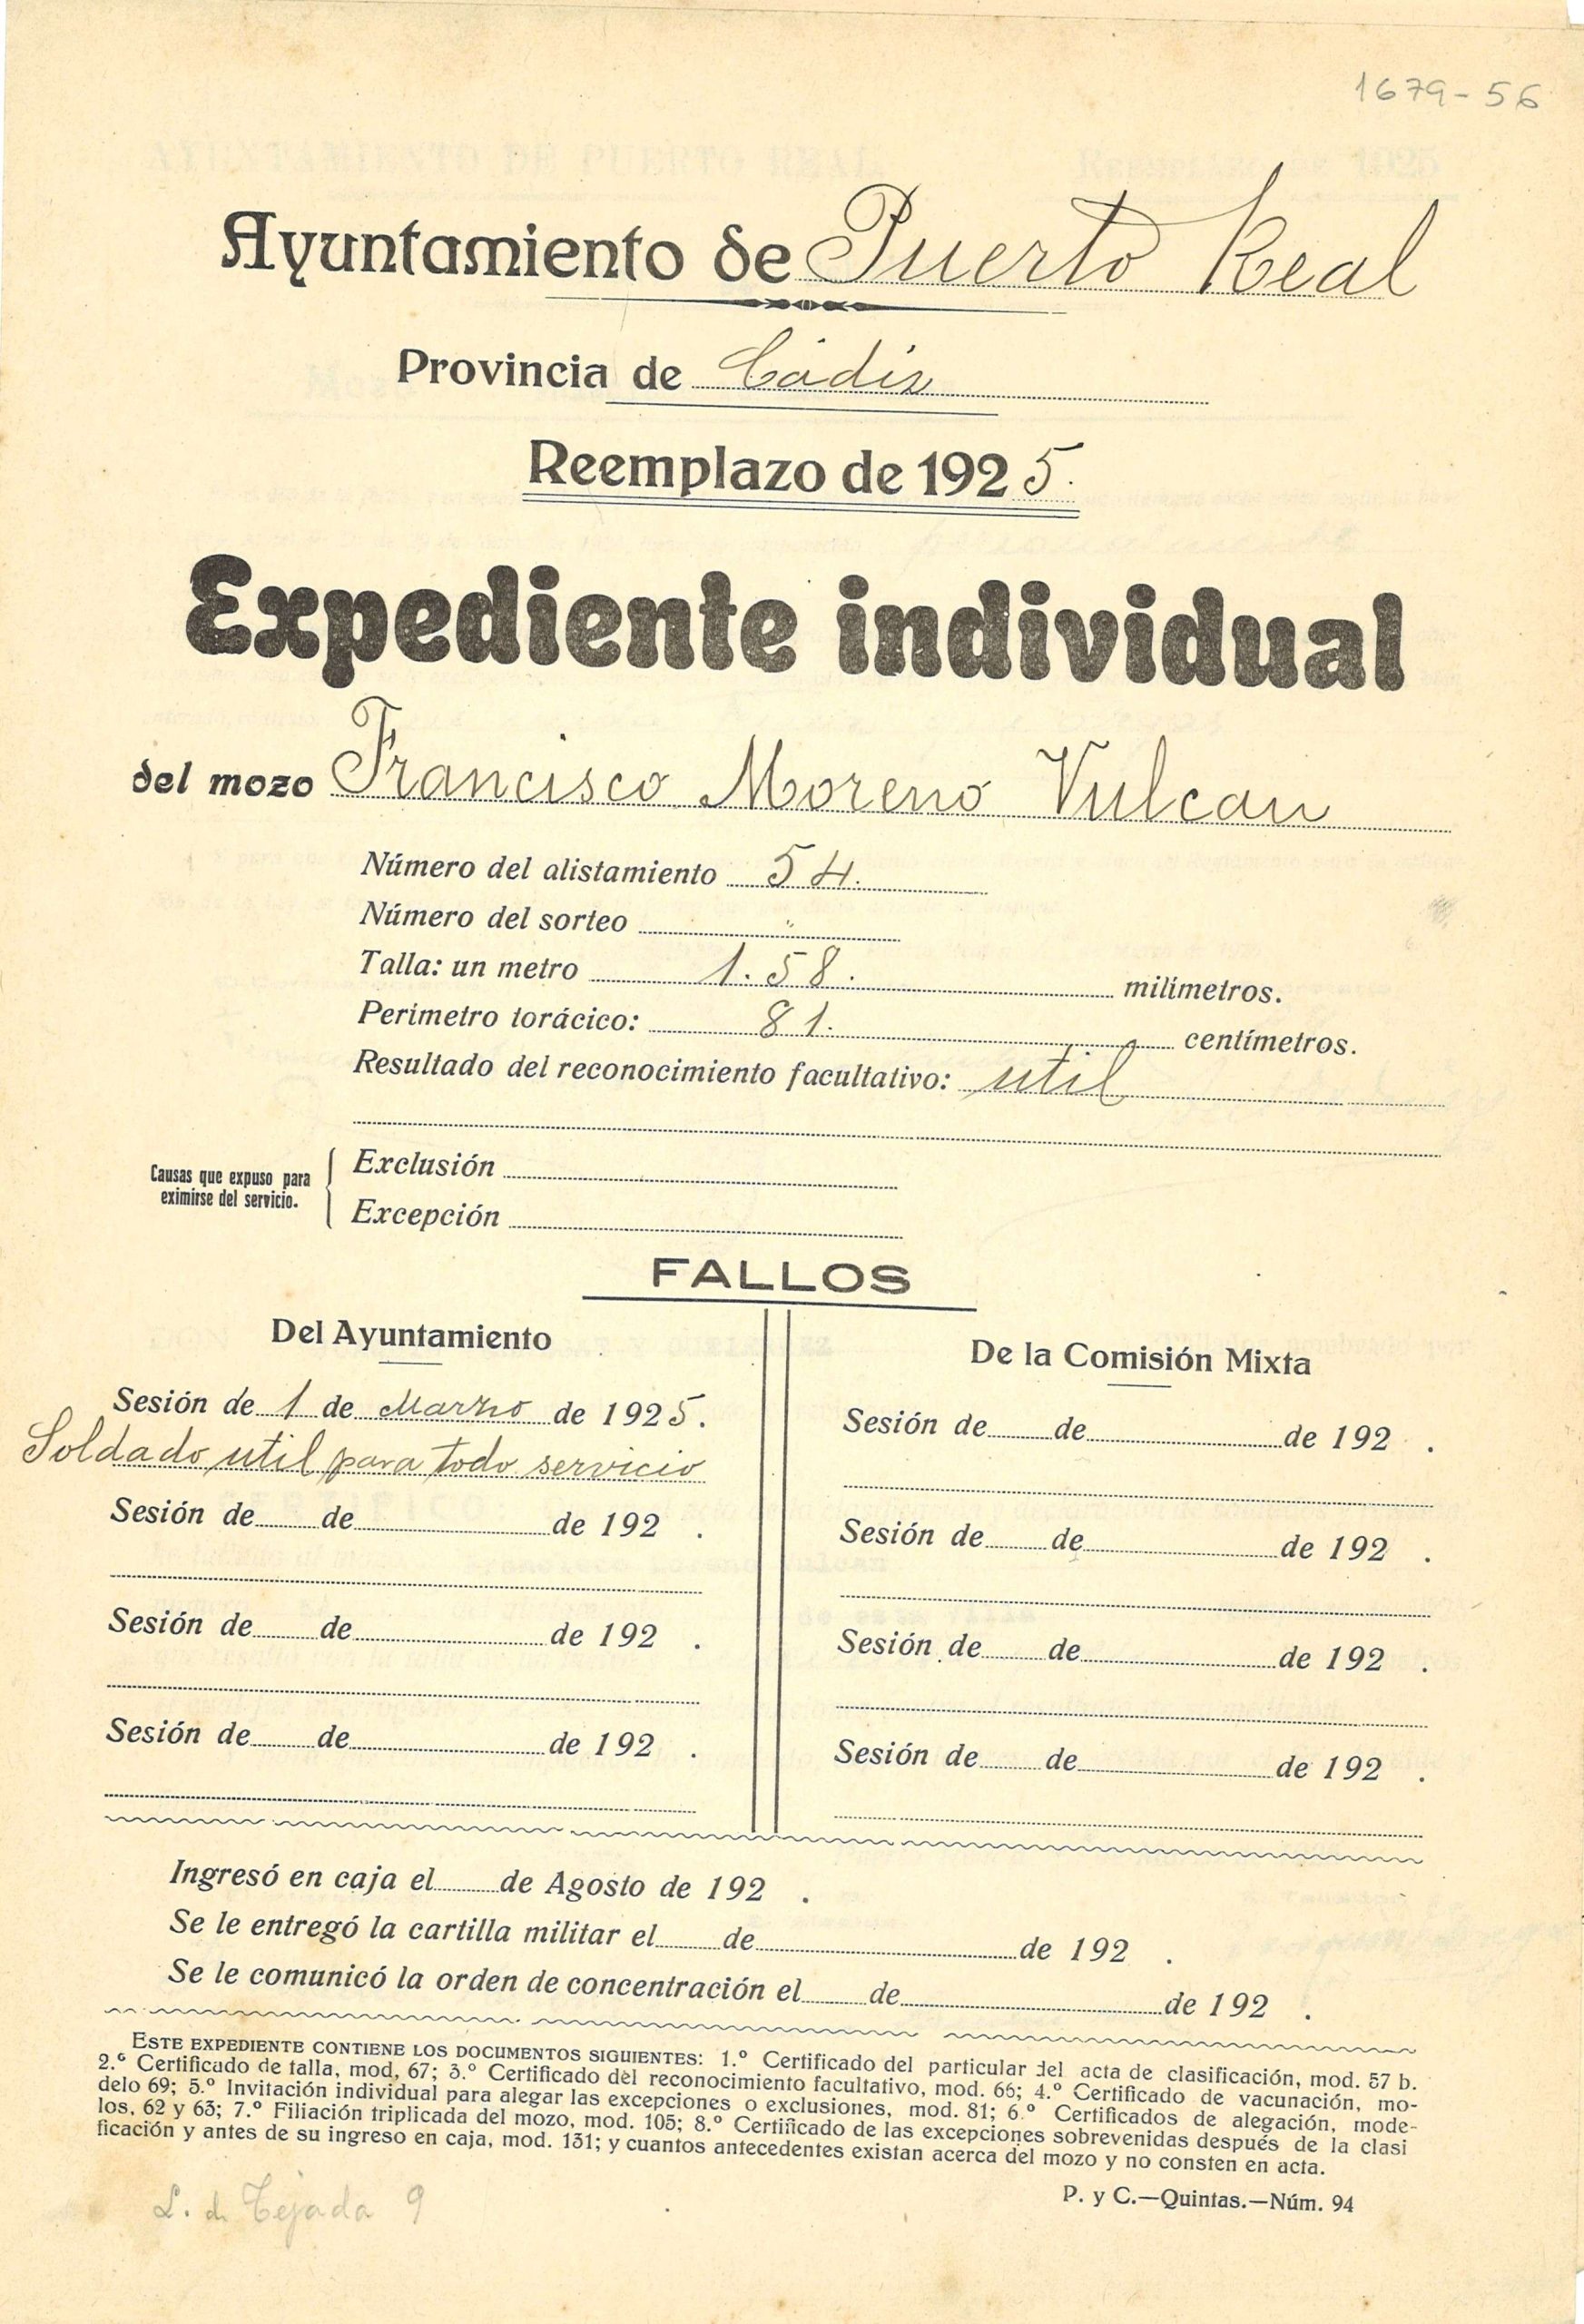 1679-56
Ayuntamiento de Puerto Real
Provincia de Cádiz
Reemplazo de 1925.
Expediente individual
del mozo Francisco Moreno Vulcan
Número del alistamiento 54.
Número del sorteo "
Talla: un metro 1.58. milímetros.
Perímetro torácico: 81. centímetros.
Resultado del reconocimiento facultativo: util
Causas que expuso para
eximirse del servicio.
Exclusión
Excepción
FALLOS
Del Ayuntamiento
Sesión de 1 de Marzo de 1925.
Soldado util para todo servicio
Sesión de de de 192 .
Sesión de de de 192 .
Sesión de de de 192 .
De la Comisión Mixta
Sesión de de de 192 .
Sesión de de de 192 .
Sesión de de de 192 .
Sesión de de de 192 .
Ingresó en caja el de Agosto de 192 .
Se le entregó la cartilla militar el de de 192 .
Se le comunicó la orden de concentración el de de 192 .
ESTE EXPEDIENTE CONTIENE LOS DOCUMENTOS SIGUIENTES: 1.º Certificado del particular del acta de clasificación, mod. 57 b.
2.º Certificado de talla, mod, 67; 3.º Certificado del reconocimiento facultativo, mod. 66; 4.º Certificado de vacunación, mo-
delo 69; 5.º Invitación individual para alegar las excepciones o exclusiones, mod. 81; 6.º Certificados de alegación, mode-
los, 62 y 63; 7.º Filiación triplicada del mozo, mod. 105; 8.º Certificado de las excepciones sobrevenidas después de la clasi
ficación y antes de su ingreso en caja, mod. 131; y cuantos antecedentes existan acerca del mozo y no consten en acta.
P. y C.—Quintas.—Núm. 94
L. de Tejada 9